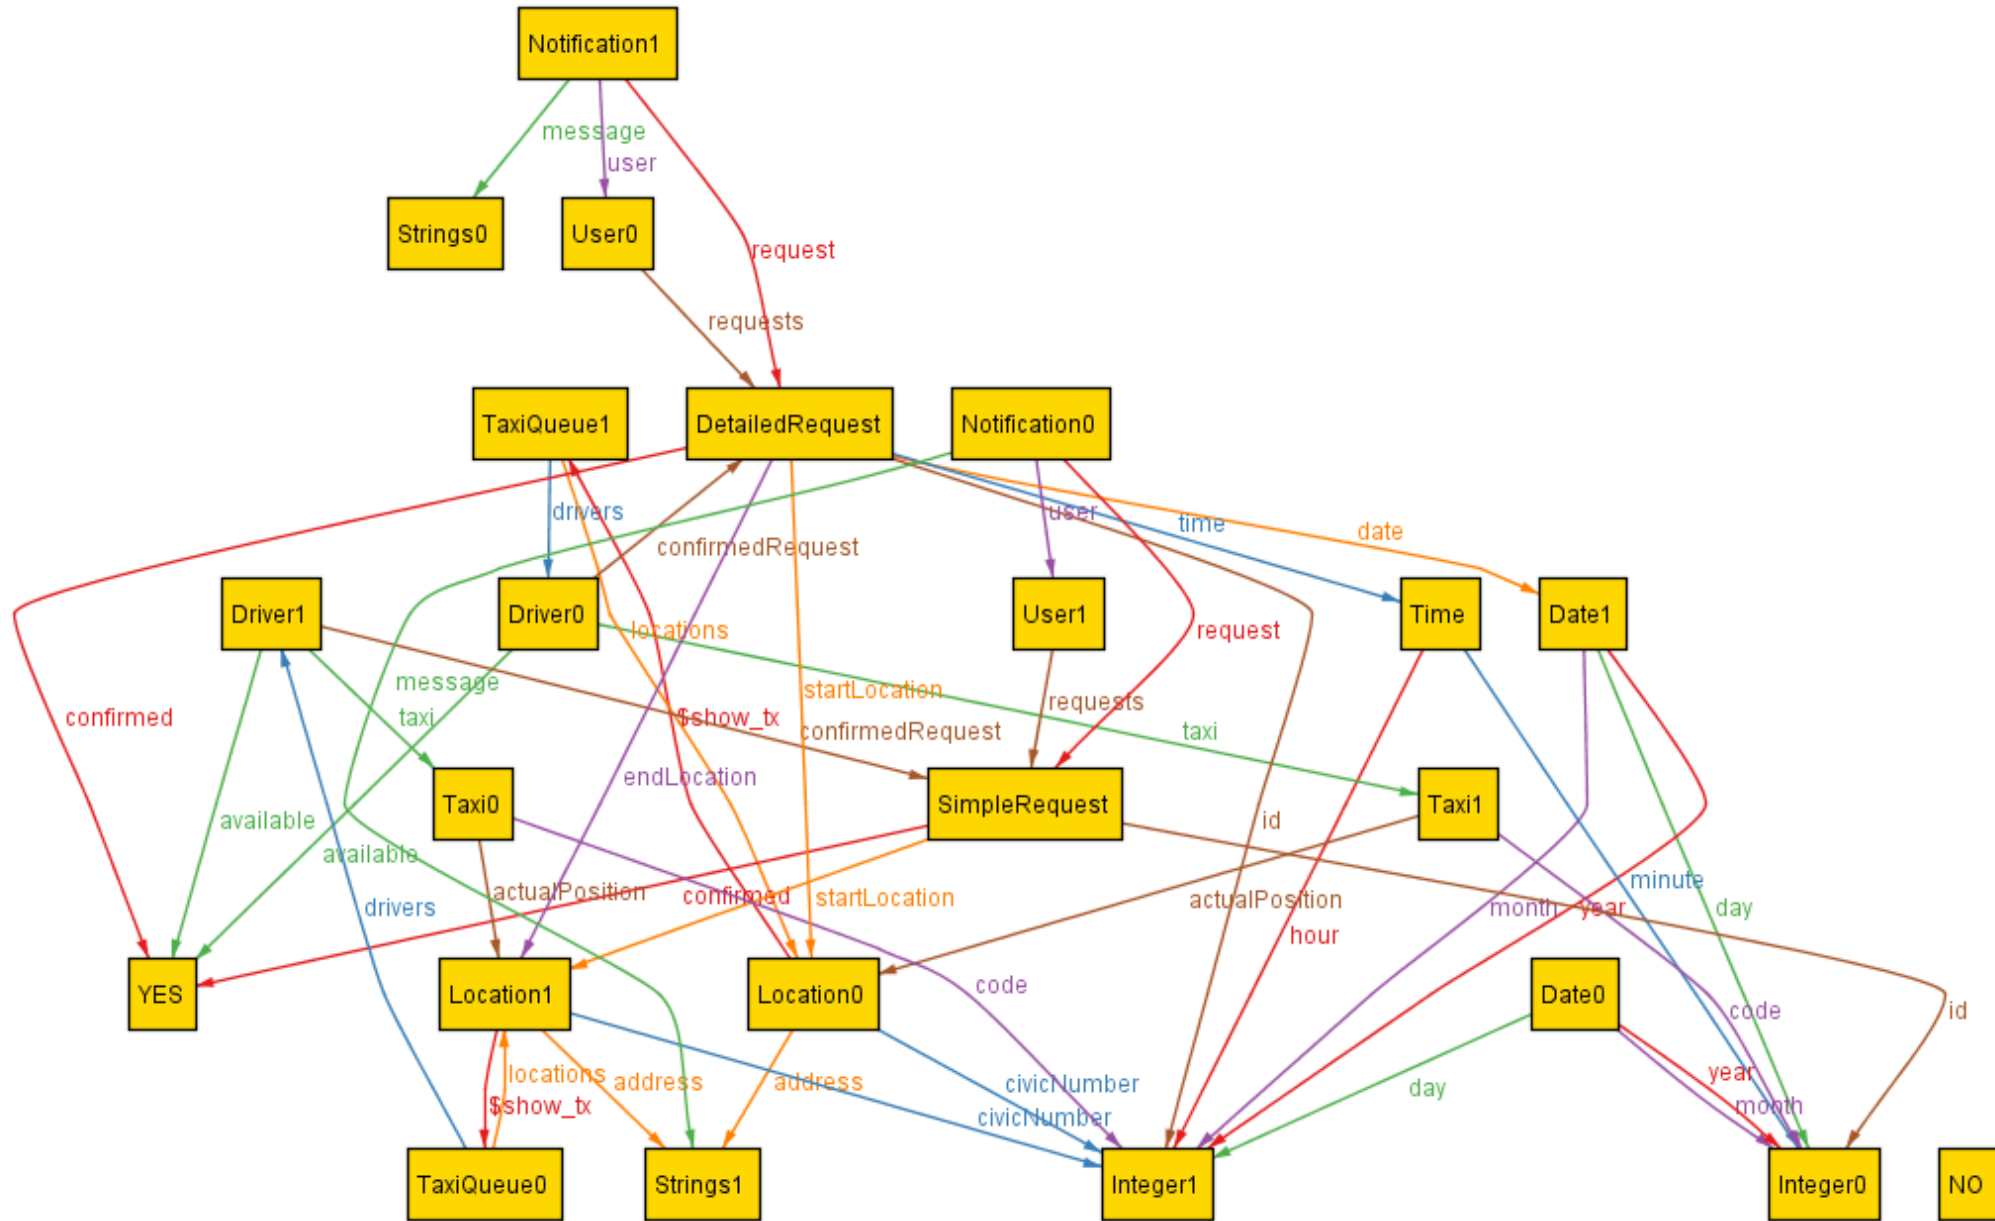 Notification1
message
user
Strings0
User0
request
requests
TaxiQueue1
DetailedRequest
Notification0
drivers
user
time
date
confirmedRequest
Driver1
Driver0
User1
Time
Date1
locations
request
message
startLocation
requests
confirmed
taxi
$show_tx
confirmedRequest
taxi
endLocation
Taxi0
SimpleRequest
Taxi1
available
id
available
minute
actualPosition
confirmed
startLocation
actualPosition
drivers
month
year
day
hour
YES
Location1
Location0
code
Date0
code
id
locations
address
address
civicNumber
year
day
$show_tx
civicNumber
month
TaxiQueue0
Strings1
Integer1
Integer0
NO